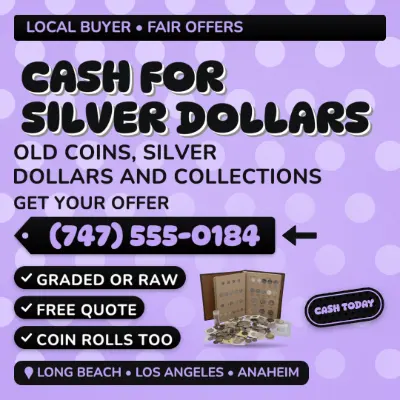 LOCAL BUYER • FAIR OFFERS
CASH FOR
SILVER DOLLARS
OLD COINS, SILVER
DOLLARS AND COLLECTIONS
GET YOUR OFFER
(747) 555-0184
GRADED OR RAW
FREE QUOTE
COIN ROLLS TOO
CASH TODAY
LONG BEACH • LOS ANGELES • ANAHEIM